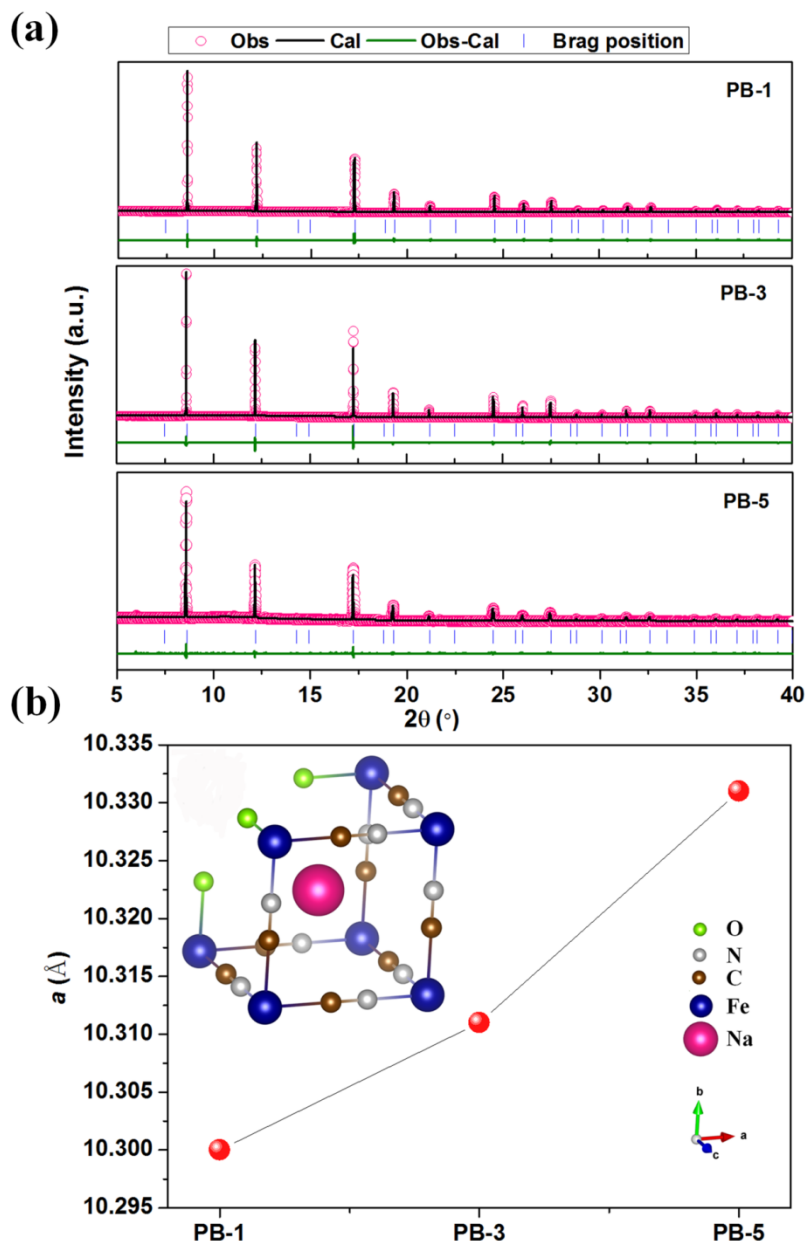 (a)
Obs Cal Obs-Cal Brag position
PB-1
PB-3
PB-5
Intensity (a.u.)
5 10 15 20 25 30 35 40
2θ (°)
(b)
10.335
10.330
10.325
10.320
10.315
10.310
10.305
10.300
10.295
a (Å)
O
N
C
Fe
Na
b
a
c
PB-1 PB-3 PB-5